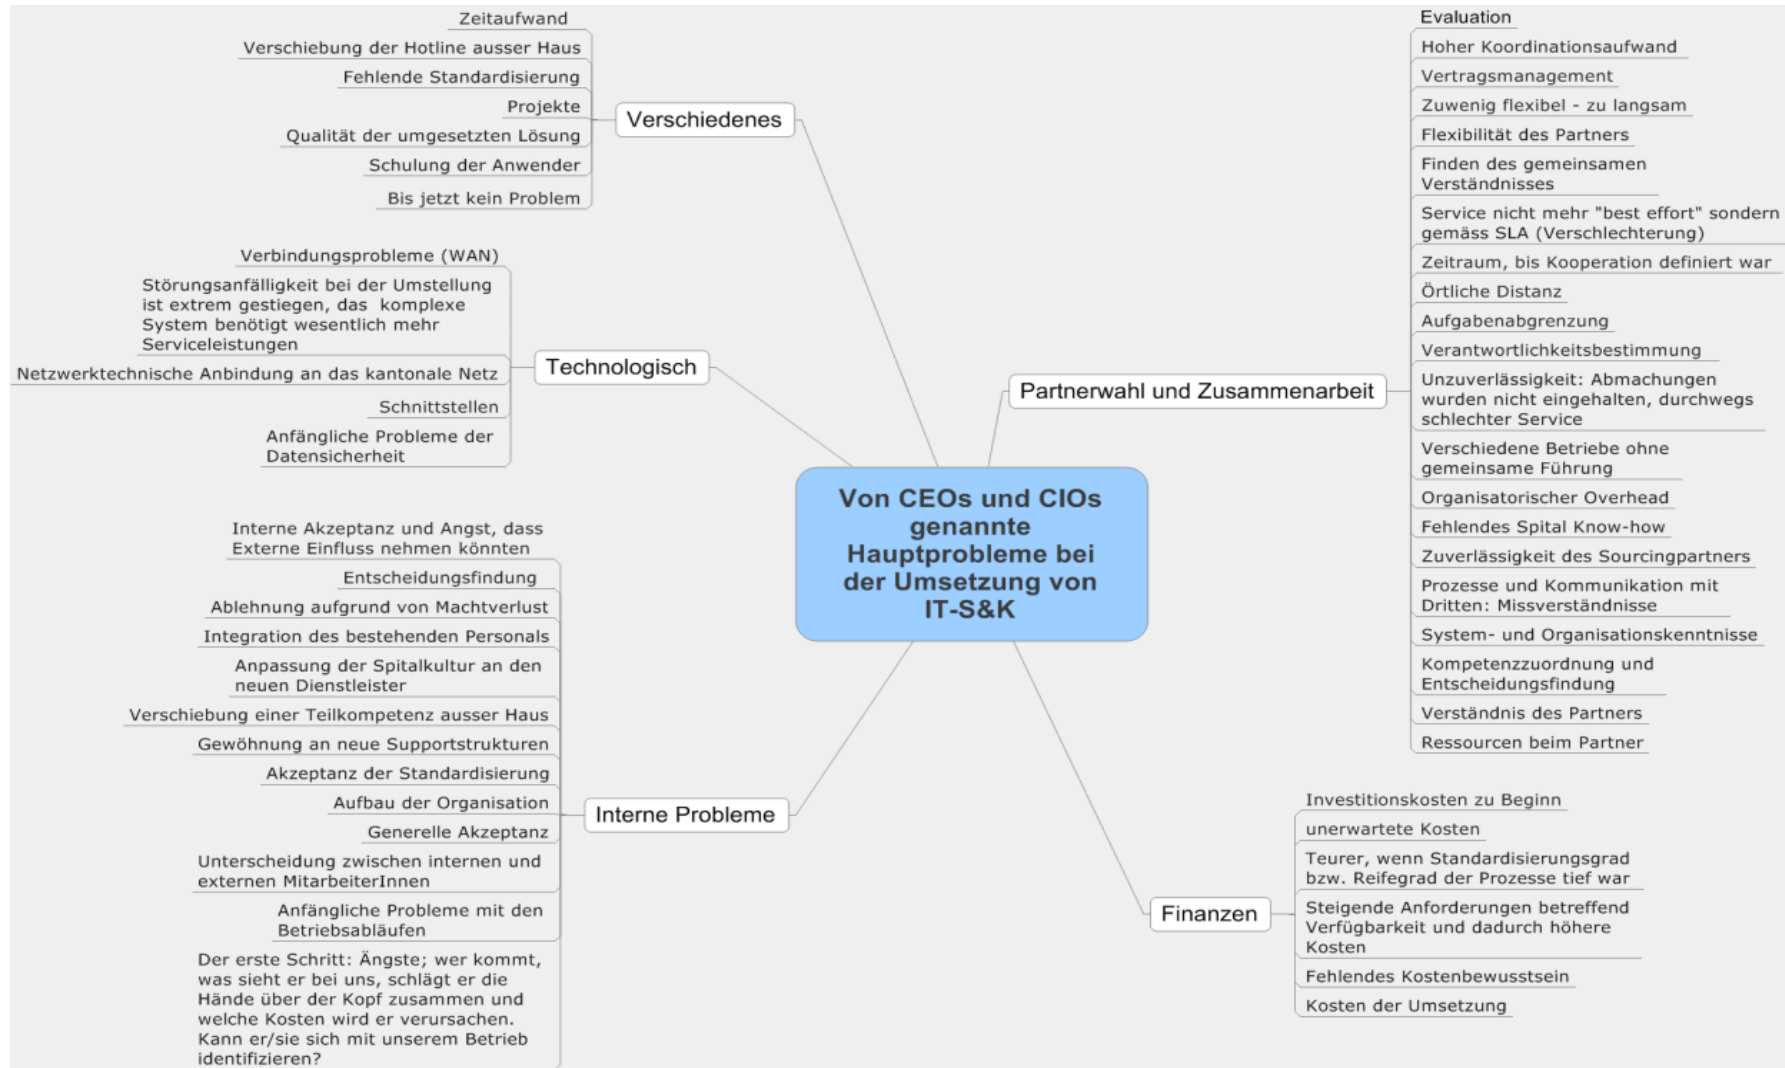 Von CEOs und CIOs
genannte
Hauptprobleme bei
der Umsetzung von
IT-S&K
Verschiedenes
Zeitaufwand
Verschiebung der Hotline ausser Haus
Fehlende Standardisierung
Projekte
Qualität der umgesetzten Lösung
Schulung der Anwender
Bis jetzt kein Problem
Technologisch
Verbindungsprobleme (WAN)
Störungsanfälligkeit bei der Umstellung
ist extrem gestiegen, das komplexe
System benötigt wesentlich mehr
Serviceleistungen
Netzwerktechnische Anbindung an das kantonale Netz
Schnittstellen
Anfängliche Probleme der
Datensicherheit
Interne Probleme
Interne Akzeptanz und Angst, dass
Externe Einfluss nehmen könnten
Entscheidungsfindung
Ablehnung aufgrund von Machtverlust
Integration des bestehenden Personals
Anpassung der Spitalkultur an den
neuen Dienstleister
Verschiebung einer Teilkompetenz ausser Haus
Gewöhnung an neue Supportstrukturen
Akzeptanz der Standardisierung
Aufbau der Organisation
Generelle Akzeptanz
Unterscheidung zwischen internen und
externen MitarbeiterInnen
Anfängliche Probleme mit den
Betriebsabläufen
Der erste Schritt: Ängste; wer kommt,
was sieht er bei uns, schlägt er die
Hände über der Kopf zusammen und
welche Kosten wird er verursachen.
Kann er/sie sich mit unserem Betrieb
identifizieren?
Partnerwahl und Zusammenarbeit
Evaluation
Hoher Koordinationsaufwand
Vertragsmanagement
Zuwenig flexibel - zu langsam
Flexibilität des Partners
Finden des gemeinsamen
Verständnisses
Service nicht mehr "best effort" sondern
gemäss SLA (Verschlechterung)
Zeitraum, bis Kooperation definiert war
Örtliche Distanz
Aufgabenabgrenzung
Verantwortlichkeitsbestimmung
Unzuverlässigkeit: Abmachungen
wurden nicht eingehalten, durchwegs
schlechter Service
Verschiedene Betriebe ohne
gemeinsame Führung
Organisatorischer Overhead
Fehlendes Spital Know-how
Zuverlässigkeit des Sourcingpartners
Prozesse und Kommunikation mit
Dritten: Missverständnisse
System- und Organisationskenntnisse
Kompetenzzuordnung und
Entscheidungsfindung
Verständnis des Partners
Ressourcen beim Partner
Finanzen
Investitionskosten zu Beginn
unerwartete Kosten
Teurer, wenn Standardisierungsgrad
bzw. Reifegrad der Prozesse tief war
Steigende Anforderungen betreffend
Verfügbarkeit und dadurch höhere
Kosten
Fehlendes Kostenbewusstsein
Kosten der Umsetzung